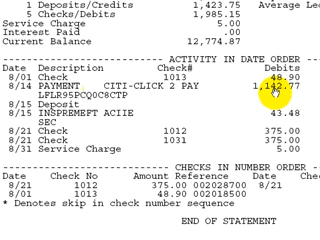 1 Deposits/Credits 1,423.75 Average Le
5 Checks/Debits 1,985.15
Service Charge 5.00
Interest Paid .00
Current Balance 12,774.87
ACTIVITY IN DATE ORDER
Date Description Check# Debits
8/01 Check 1013 48.90
8/14 PAYMENT CITI-CLICK 2 PAY 1,142.77
LFLR95PCQ0C8CTP
8/15 Deposit
8/15 INSPREMEFT ACIIE 43.48
SEC
8/21 Check 1012 375.00
8/21 Check 1031 375.00
8/31 Service Charge 5.00
CHECKS IN NUMBER ORDER
Date Check No Amount Reference Date Che
8/21 1012 375.00 002028700 8/21
8/01 1013 48.90 002018500
* Denotes skip in check number sequence
END OF STATEMENT